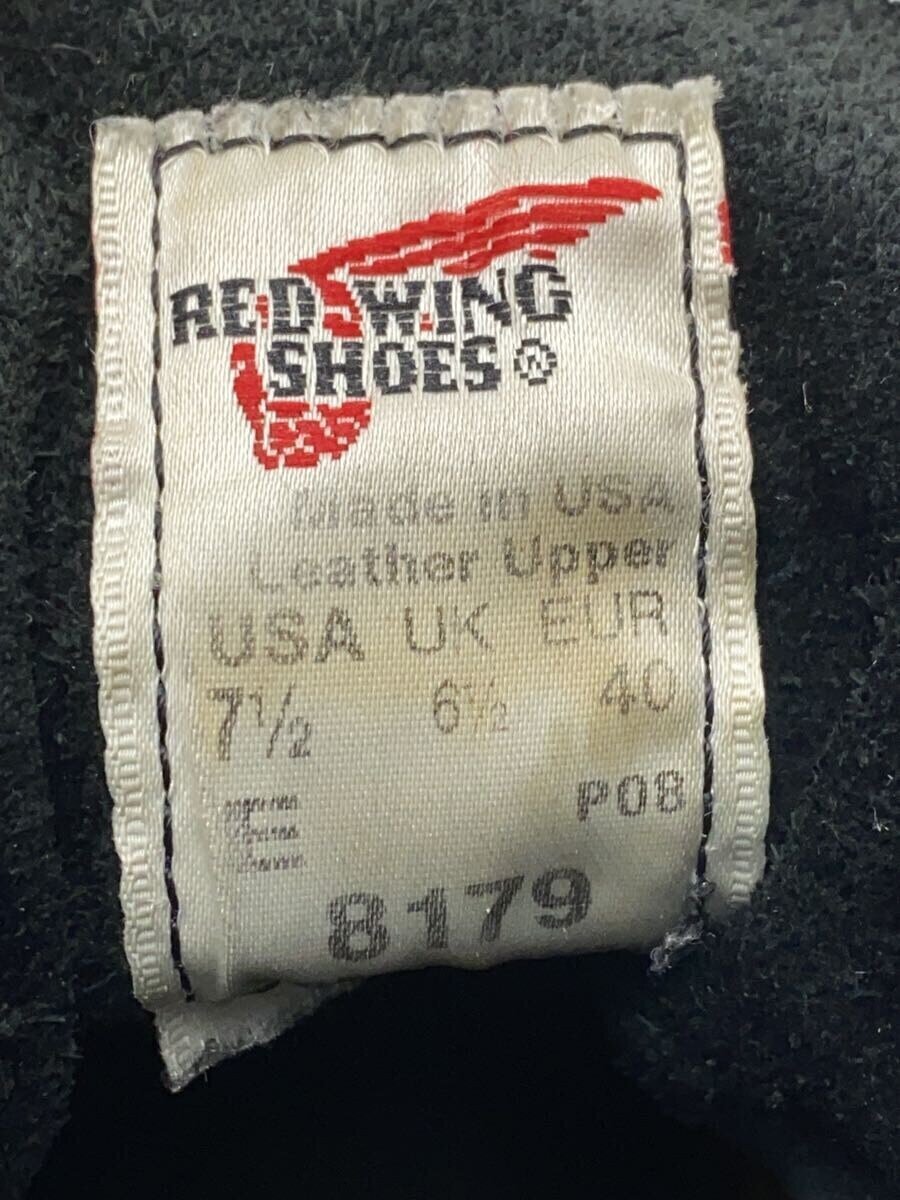 RED WING
SHOES®
Made in USA
Leather Upper
USA UK EUR
7½ 6½ 40
E P08
8179